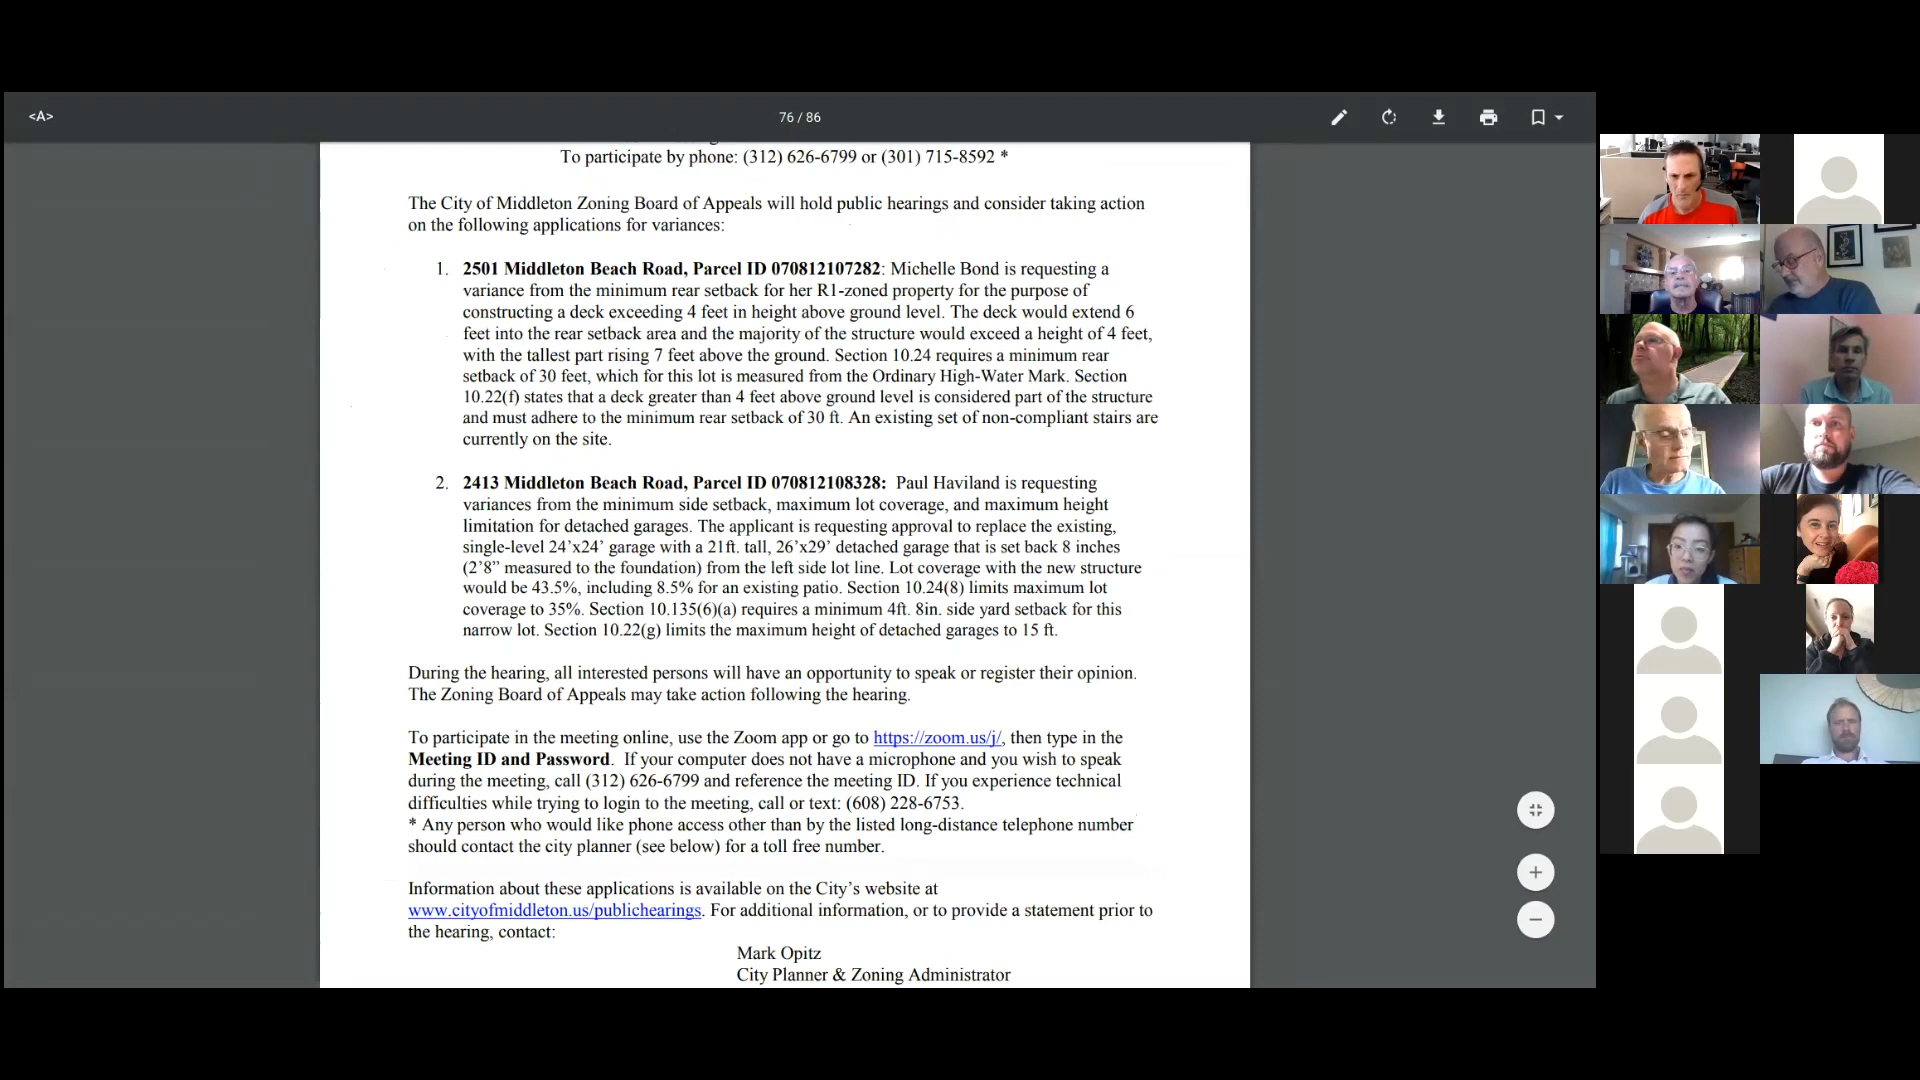 <A>
76 / 86
To participate by phone: (312) 626-6799 or (301) 715-8592 *
The City of Middleton Zoning Board of Appeals will hold public hearings and consider taking action
on the following applications for variances:
1. 2501 Middleton Beach Road, Parcel ID 070812107282: Michelle Bond is requesting a
variance from the minimum rear setback for her R1-zoned property for the purpose of
constructing a deck exceeding 4 feet in height above ground level. The deck would extend 6
feet into the rear setback area and the majority of the structure would exceed a height of 4 feet,
with the tallest part rising 7 feet above the ground. Section 10.24 requires a minimum rear
setback of 30 feet, which for this lot is measured from the Ordinary High-Water Mark. Section
10.22(f) states that a deck greater than 4 feet above ground level is considered part of the structure
and must adhere to the minimum rear setback of 30 ft. An existing set of non-compliant stairs are
currently on the site.
2. 2413 Middleton Beach Road, Parcel ID 070812108328: Paul Haviland is requesting
variances from the minimum side setback, maximum lot coverage, and maximum height
limitation for detached garages. The applicant is requesting approval to replace the existing,
single-level 24’x24’ garage with a 21ft. tall, 26’x29’ detached garage that is set back 8 inches
(2’8” measured to the foundation) from the left side lot line. Lot coverage with the new structure
would be 43.5%, including 8.5% for an existing patio. Section 10.24(8) limits maximum lot
coverage to 35%. Section 10.135(6)(a) requires a minimum 4ft. 8in. side yard setback for this
narrow lot. Section 10.22(g) limits the maximum height of detached garages to 15 ft.
During the hearing, all interested persons will have an opportunity to speak or register their opinion.
The Zoning Board of Appeals may take action following the hearing.
To participate in the meeting online, use the Zoom app or go to https://zoom.us/j/, then type in the
Meeting ID and Password. If your computer does not have a microphone and you wish to speak
during the meeting, call (312) 626-6799 and reference the meeting ID. If you experience technical
difficulties while trying to login to the meeting, call or text: (608) 228-6753.
* Any person who would like phone access other than by the listed long-distance telephone number
should contact the city planner (see below) for a toll free number.
Information about these applications is available on the City’s website at
www.cityofmiddleton.us/publichearings. For additional information, or to provide a statement prior to
the hearing, contact:
Mark Opitz
City Planner & Zoning Administrator